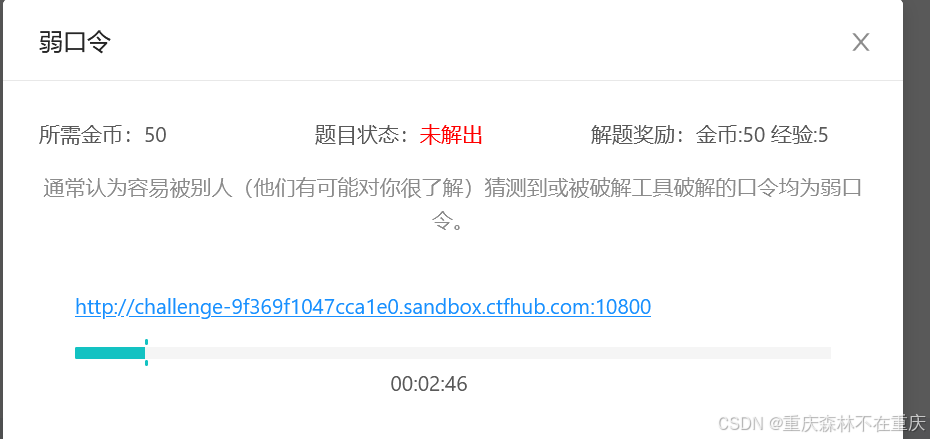 弱口令
所需金币：50 题目状态：未解出 解题奖励：金币:50 经验:5
通常认为容易被别人（他们有可能对你很了解）猜测到或被破解工具破解的口令均为弱口
令。
http://challenge-9f369f1047cca1e0.sandbox.ctfhub.com:10800
00:02:46
CSDN @重庆森林不在重庆